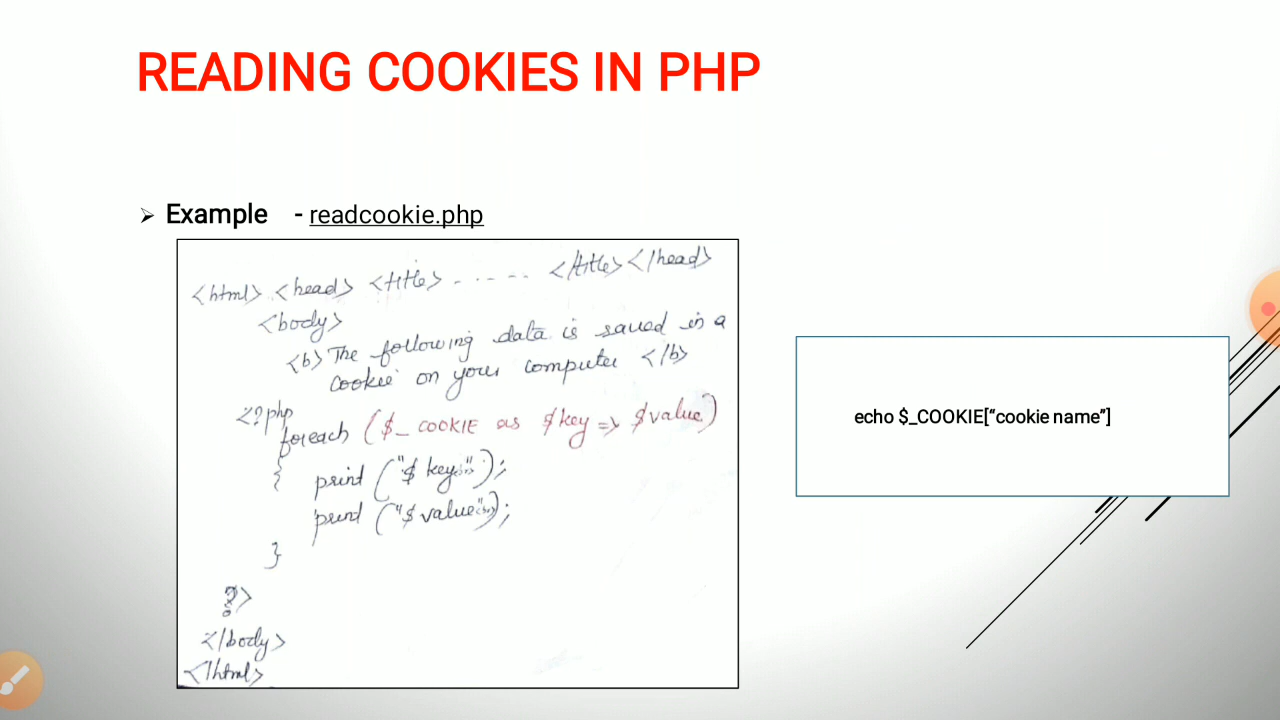 READING COOKIES IN PHP
➢ Example - readcookie.php
<html> <head> <title> ...... </title> </head>
<body>
<b> The following data is saved in a
cookie on your computer </b>
<?php
foreach ($_COOKIE as $key => $value)
{
print ("$key");
print ("$value");
}
?>
</body>
</html>
echo $_COOKIE[“cookie name”]